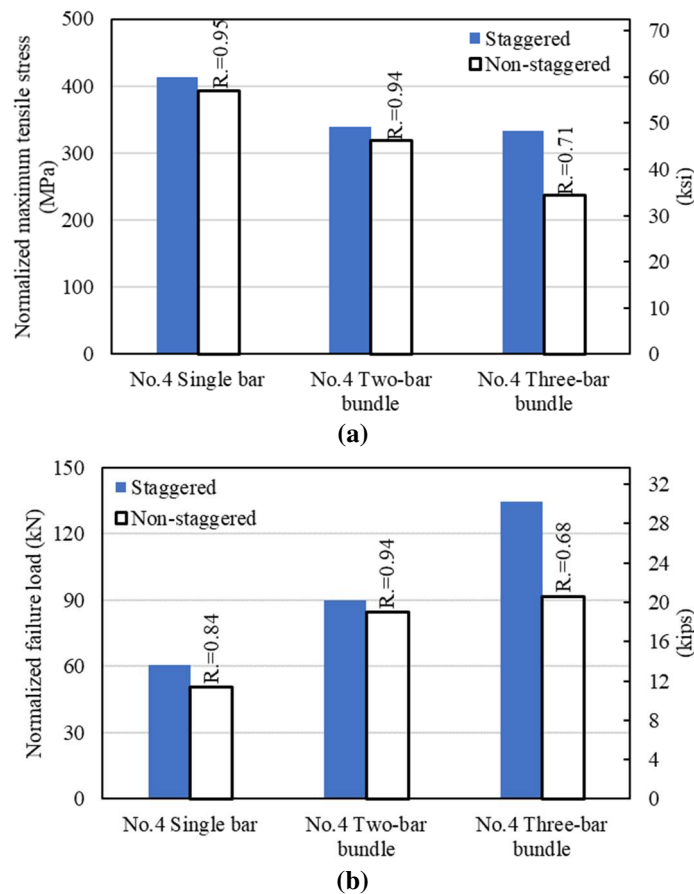 Normalized maximum tensile stress
(MPa)
500
400
300
200
100
0
Staggered
Non-staggered
R.=0.95
R.=0.94
R.=0.71
70
60
50
40
30
20
10
0
(ksi)
No.4 Single bar
No.4 Two-bar
bundle
No.4 Three-bar
bundle
(a)
Normalized failure load (kN)
150
120
90
60
30
0
Staggered
Non-staggered
R.=0.84
R.=0.94
R.=0.68
32
28
24
20
16
12
8
4
0
(kips)
No.4 Single bar
No.4 Two-bar
bundle
No.4 Three-bar
bundle
(b)